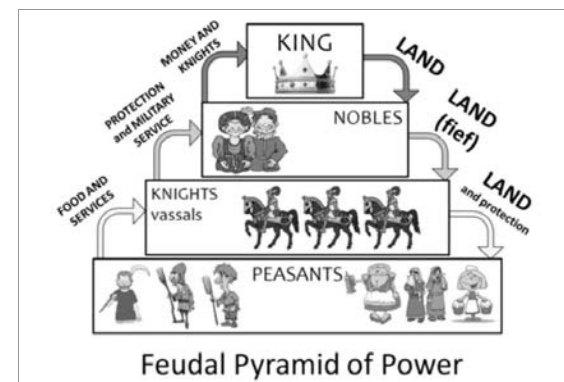 MONEY AND
KNIGHTS
KING
LAND
PROTECTION
and MILITARY
SERVICE
NOBLES
LAND
(fief)
FOOD AND
SERVICES
KNIGHTS
vassals
LAND
and protection
PEASANTS
Feudal Pyramid of Power